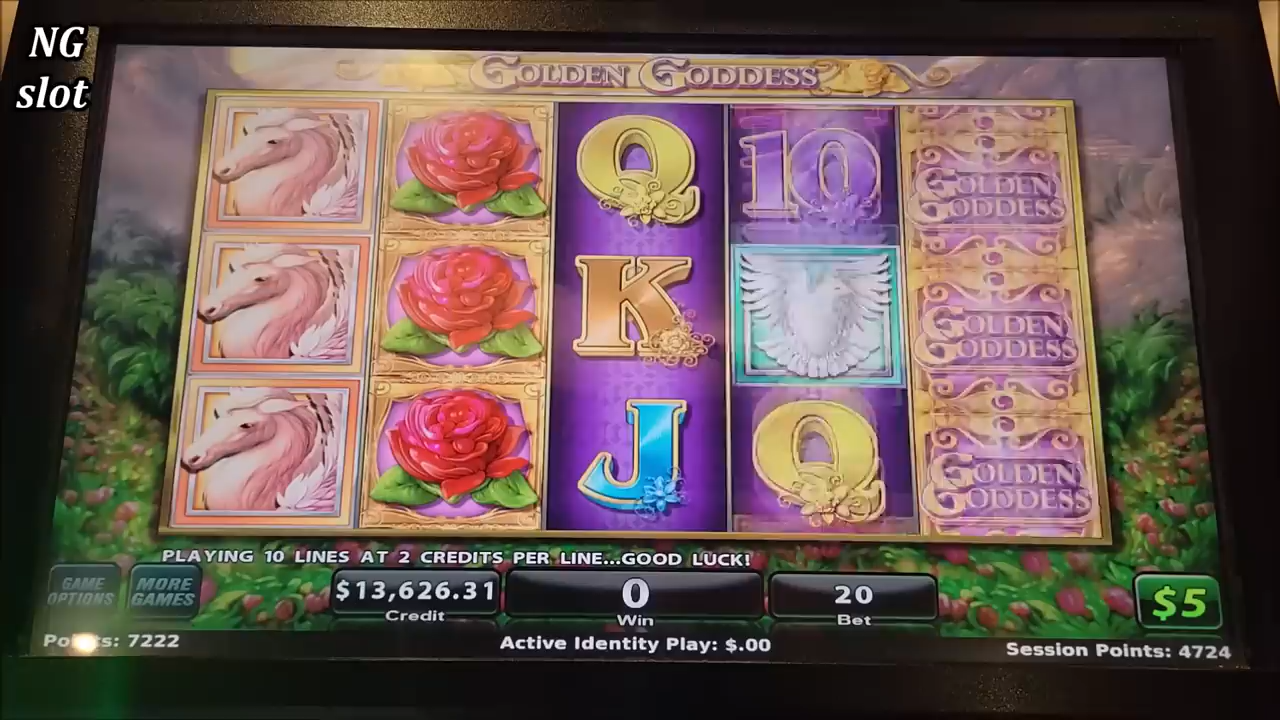 NG
slot
GOLDEN GODDESS
Q
10
GOLDEN
GODDESS
K
GOLDEN
GODDESS
J
Q
GOLDEN
GODDESS
PLAYING 10 LINES AT 2 CREDITS PER LINE...GOOD LUCK!
GAME
OPTIONS
MORE
GAMES
$13,626.31
Credit
0
Win
20
Bet
$5
Points: 7222
Active Identity Play: $.00
Session Points: 4724